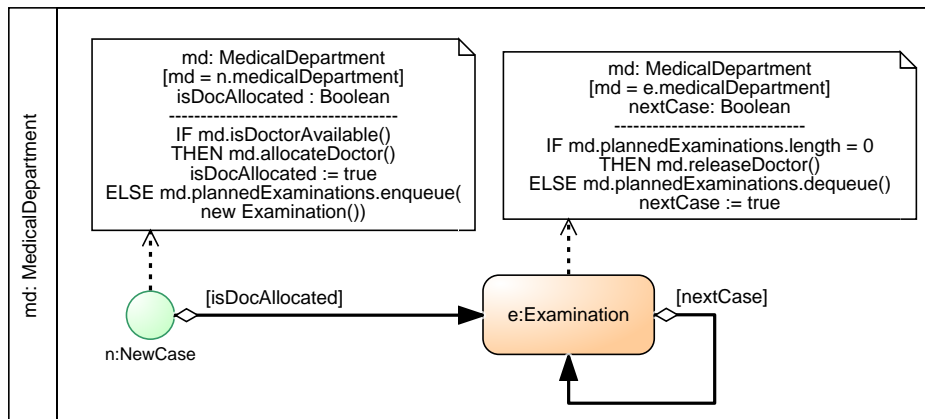 md: MedicalDepartment
md: MedicalDepartment
[md = n.medicalDepartment]
isDocAllocated : Boolean
-----------------------------------
IF md.isDoctorAvailable()
THEN md.allocateDoctor()
isDocAllocated := true
ELSE md.plannedExaminations.enqueue(
new Examination())
md: MedicalDepartment
[md = e.medicalDepartment]
nextCase: Boolean
-----------------------------
IF md.plannedExaminations.length = 0
THEN md.releaseDoctor()
ELSE md.plannedExaminations.dequeue()
nextCase := true
[isDocAllocated]
n:NewCase
e:Examination
[nextCase]